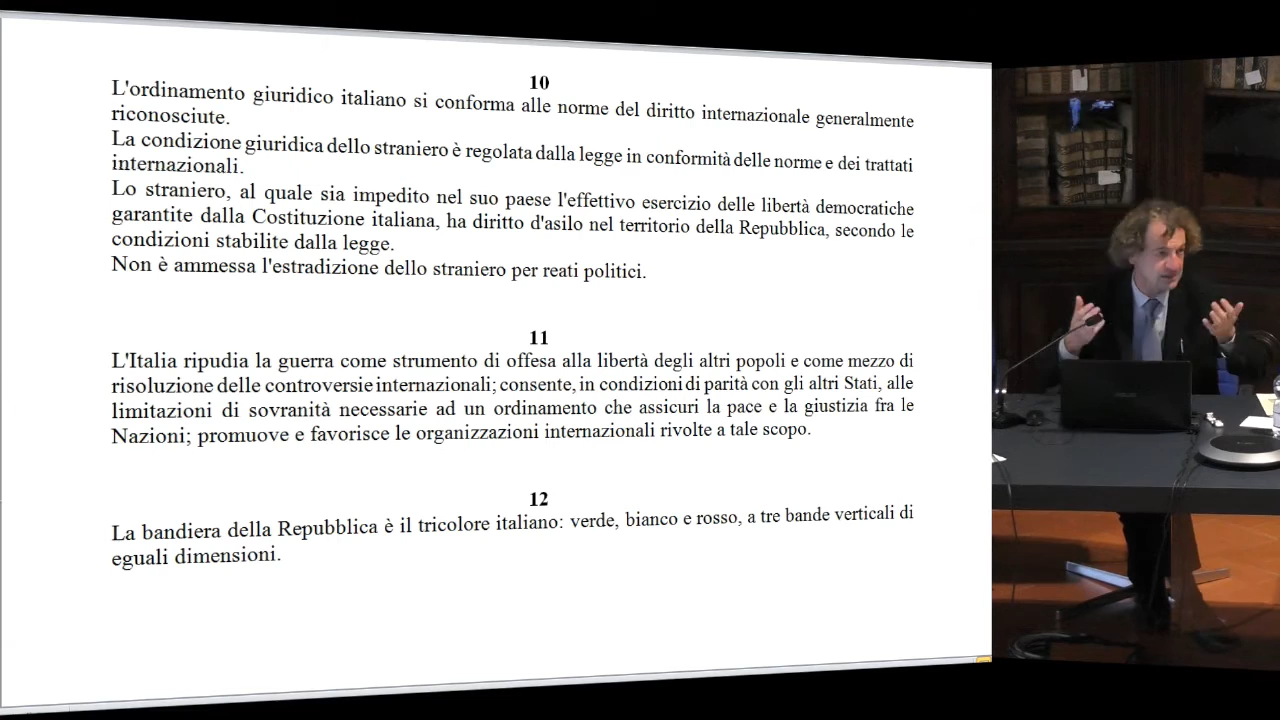 10
L'ordinamento giuridico italiano si conforma alle norme del diritto internazionale generalmente
riconosciute.
La condizione giuridica dello straniero è regolata dalla legge in conformità delle norme e dei trattati
internazionali.
Lo straniero, al quale sia impedito nel suo paese l'effettivo esercizio delle libertà democratiche
garantite dalla Costituzione italiana, ha diritto d'asilo nel territorio della Repubblica, secondo le
condizioni stabilite dalla legge.
Non è ammessa l'estradizione dello straniero per reati politici.
11
L'Italia ripudia la guerra come strumento di offesa alla libertà degli altri popoli e come mezzo di
risoluzione delle controversie internazionali; consente, in condizioni di parità con gli altri Stati, alle
limitazioni di sovranità necessarie ad un ordinamento che assicuri la pace e la giustizia fra le
Nazioni; promuove e favorisce le organizzazioni internazionali rivolte a tale scopo.
12
La bandiera della Repubblica è il tricolore italiano: verde, bianco e rosso, a tre bande verticali di
eguali dimensioni.